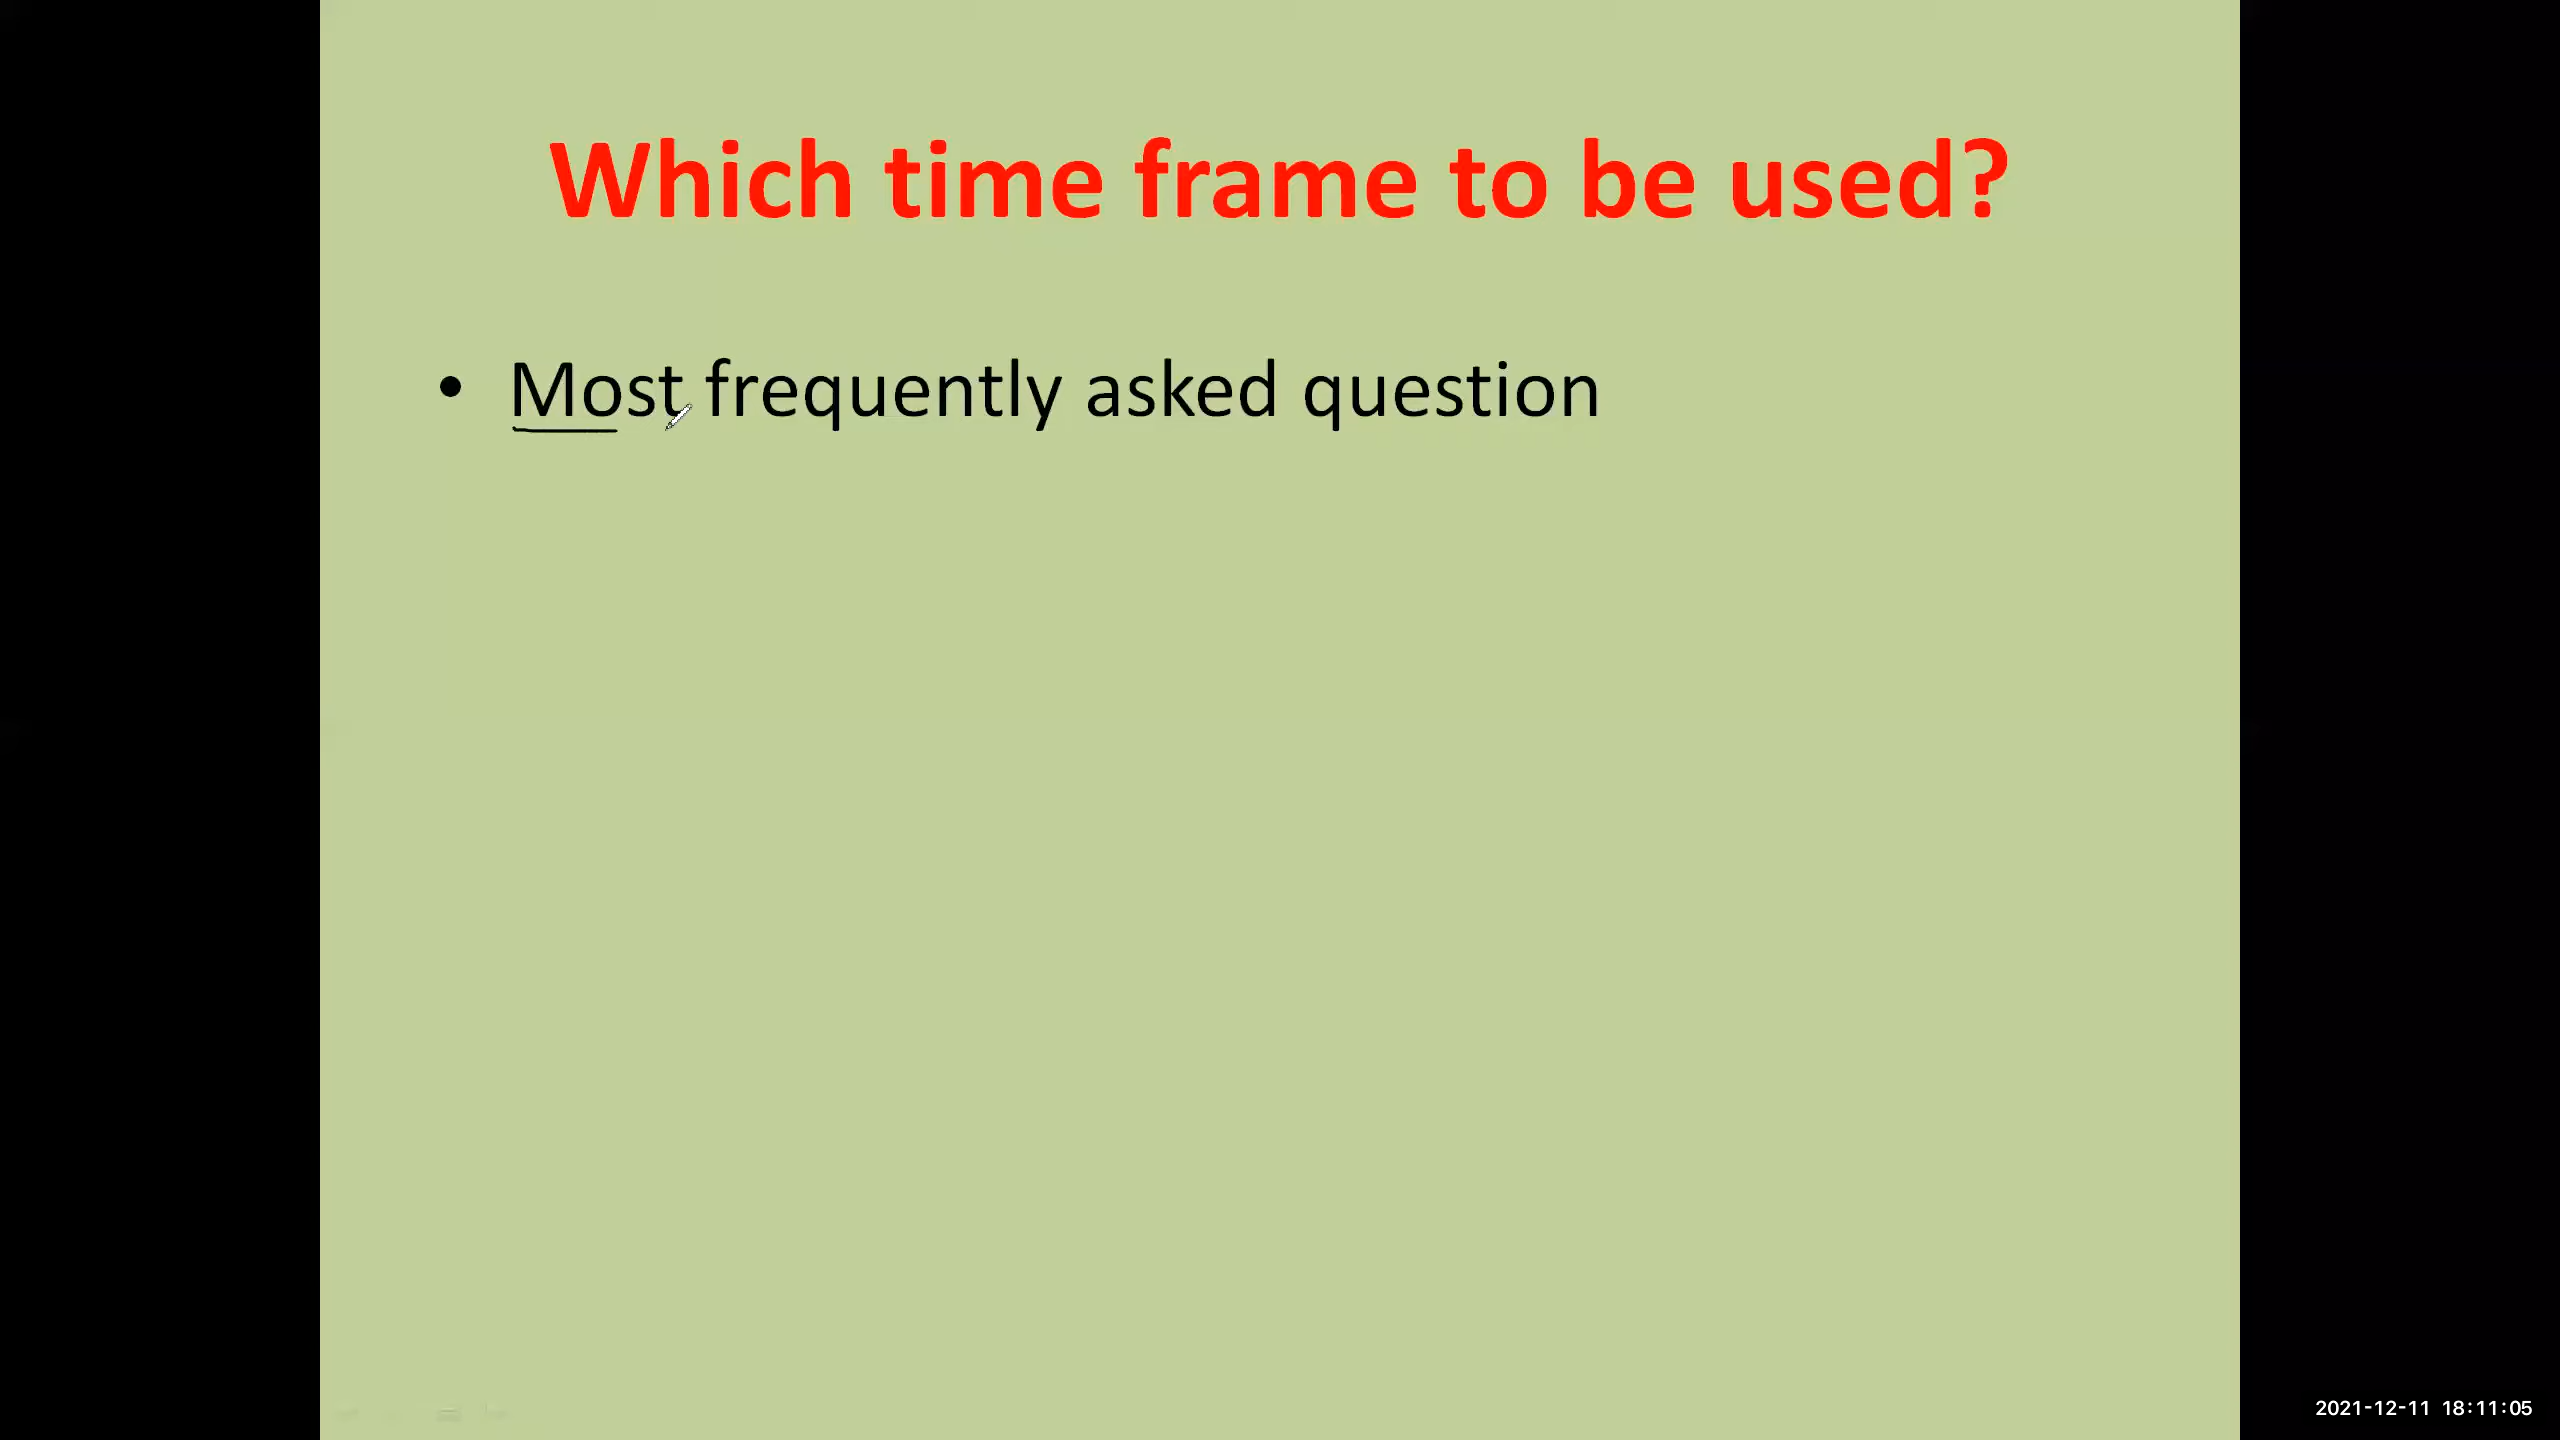 Which time frame to be used?
• Most frequently asked question
2021-12-11 18:11:05